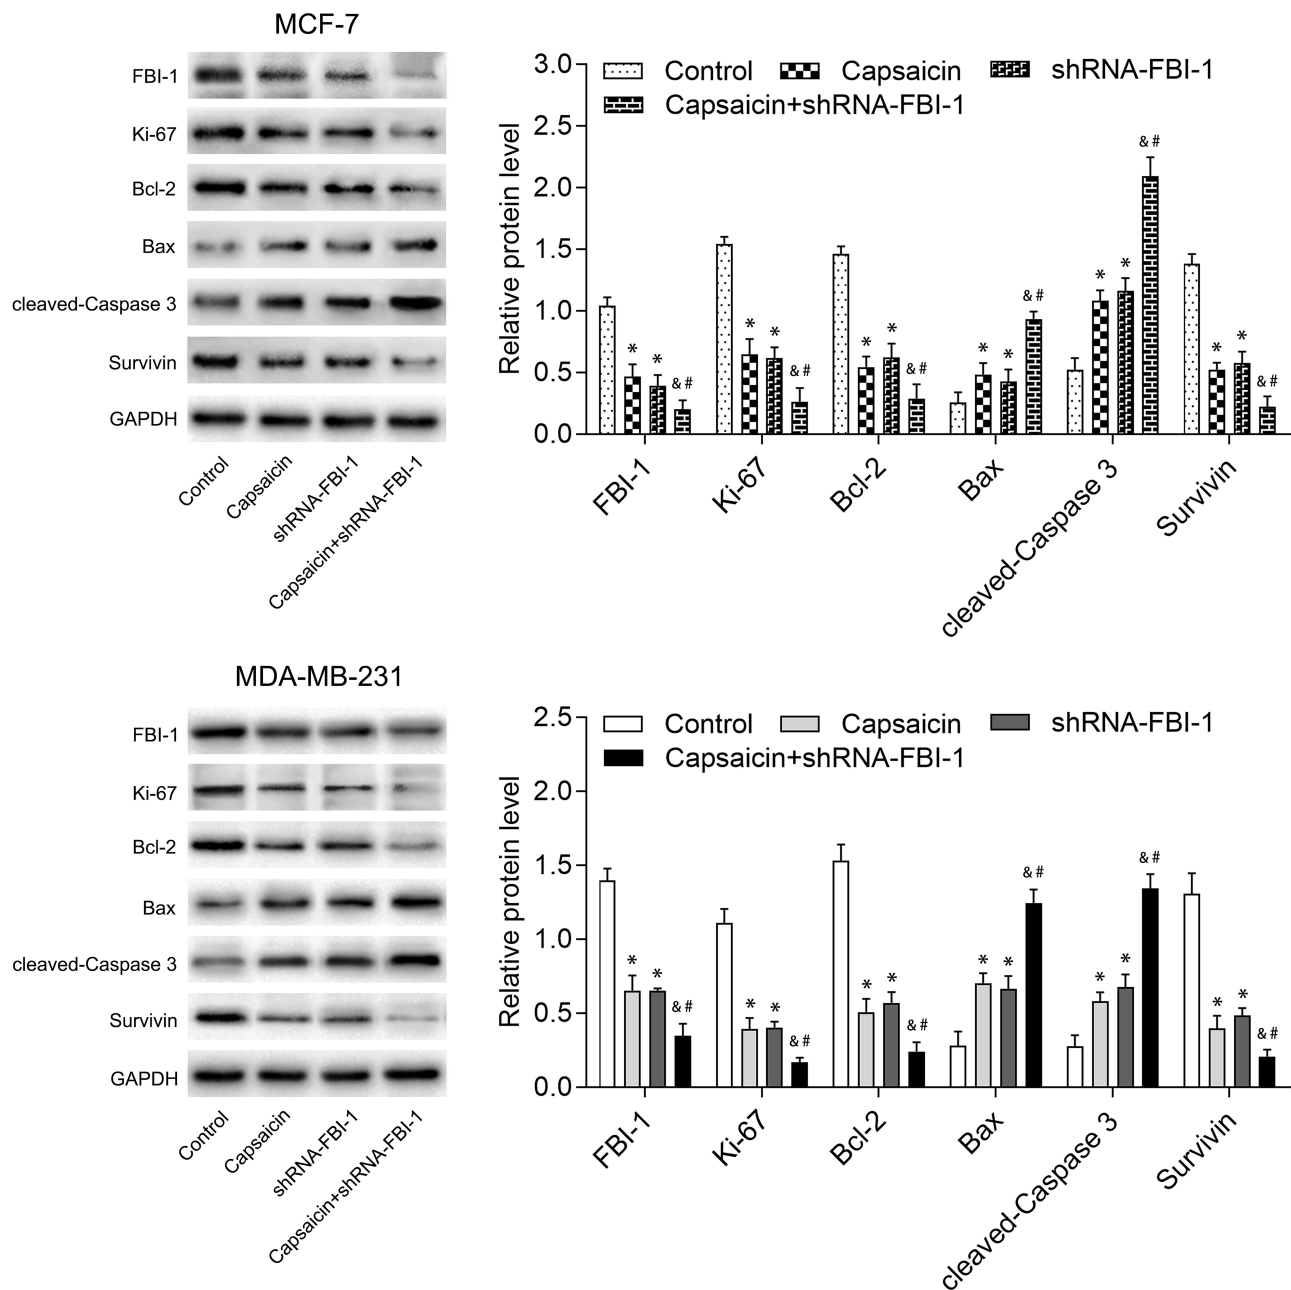 MCF-7
FBI-1
Ki-67
Bcl-2
Bax
cleaved-Caspase 3
Survivin
GAPDH
Control
Capsaicin
shRNA-FBI-1
Capsaicin+shRNA-FBI-1
Relative protein level
3.0
2.5
2.0
1.5
1.0
0.5
0.0
Control Capsaicin shRNA-FBI-1
Capsaicin+shRNA-FBI-1
* * & #
* * & #
* * & #
* * & #
* * & #
* * & #
FBI-1
Ki-67
Bcl-2
Bax
cleaved-Caspase 3
Survivin
MDA-MB-231
FBI-1
Ki-67
Bcl-2
Bax
cleaved-Caspase 3
Survivin
GAPDH
Control
Capsaicin
shRNA-FBI-1
Capsaicin+shRNA-FBI-1
Relative protein level
2.5
2.0
1.5
1.0
0.5
0.0
Control Capsaicin shRNA-FBI-1
Capsaicin+shRNA-FBI-1
* * & #
* * & #
* * & #
* * & #
* * & #
* * & #
FBI-1
Ki-67
Bcl-2
Bax
cleaved-Caspase 3
Survivin